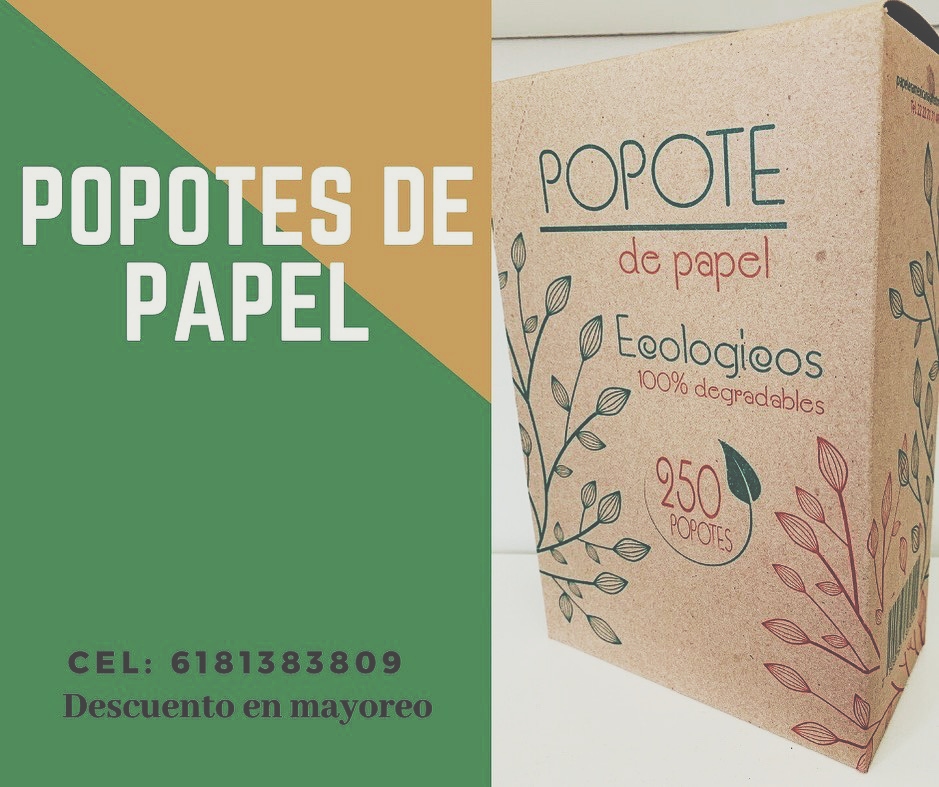 POPOTES DE
PAPEL
CEL: 6181383809
Descuento en mayoreo
POPOTE
de papel
Ecologicos
100% degradables
250
POPOTES